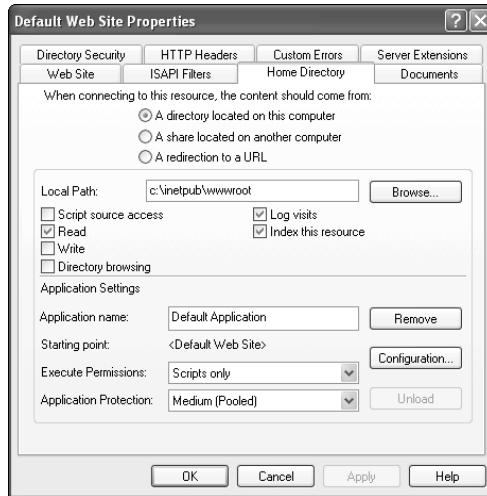 Default Web Site Properties
Directory Security HTTP Headers Custom Errors Server Extensions
Web Site ISAPI Filters Home Directory Documents
When connecting to this resource, the content should come from:
A directory located on this computer
A share located on another computer
A redirection to a URL
Local Path: c:\inetpub\wwwroot Browse...
Script source access Log visits
Read Index this resource
Write
Directory browsing
Application Settings
Application name: Default Application Remove
Starting point: <Default Web Site>
Configuration...
Execute Permissions: Scripts only
Application Protection: Medium (Pooled) Unload
OK Cancel Apply Help